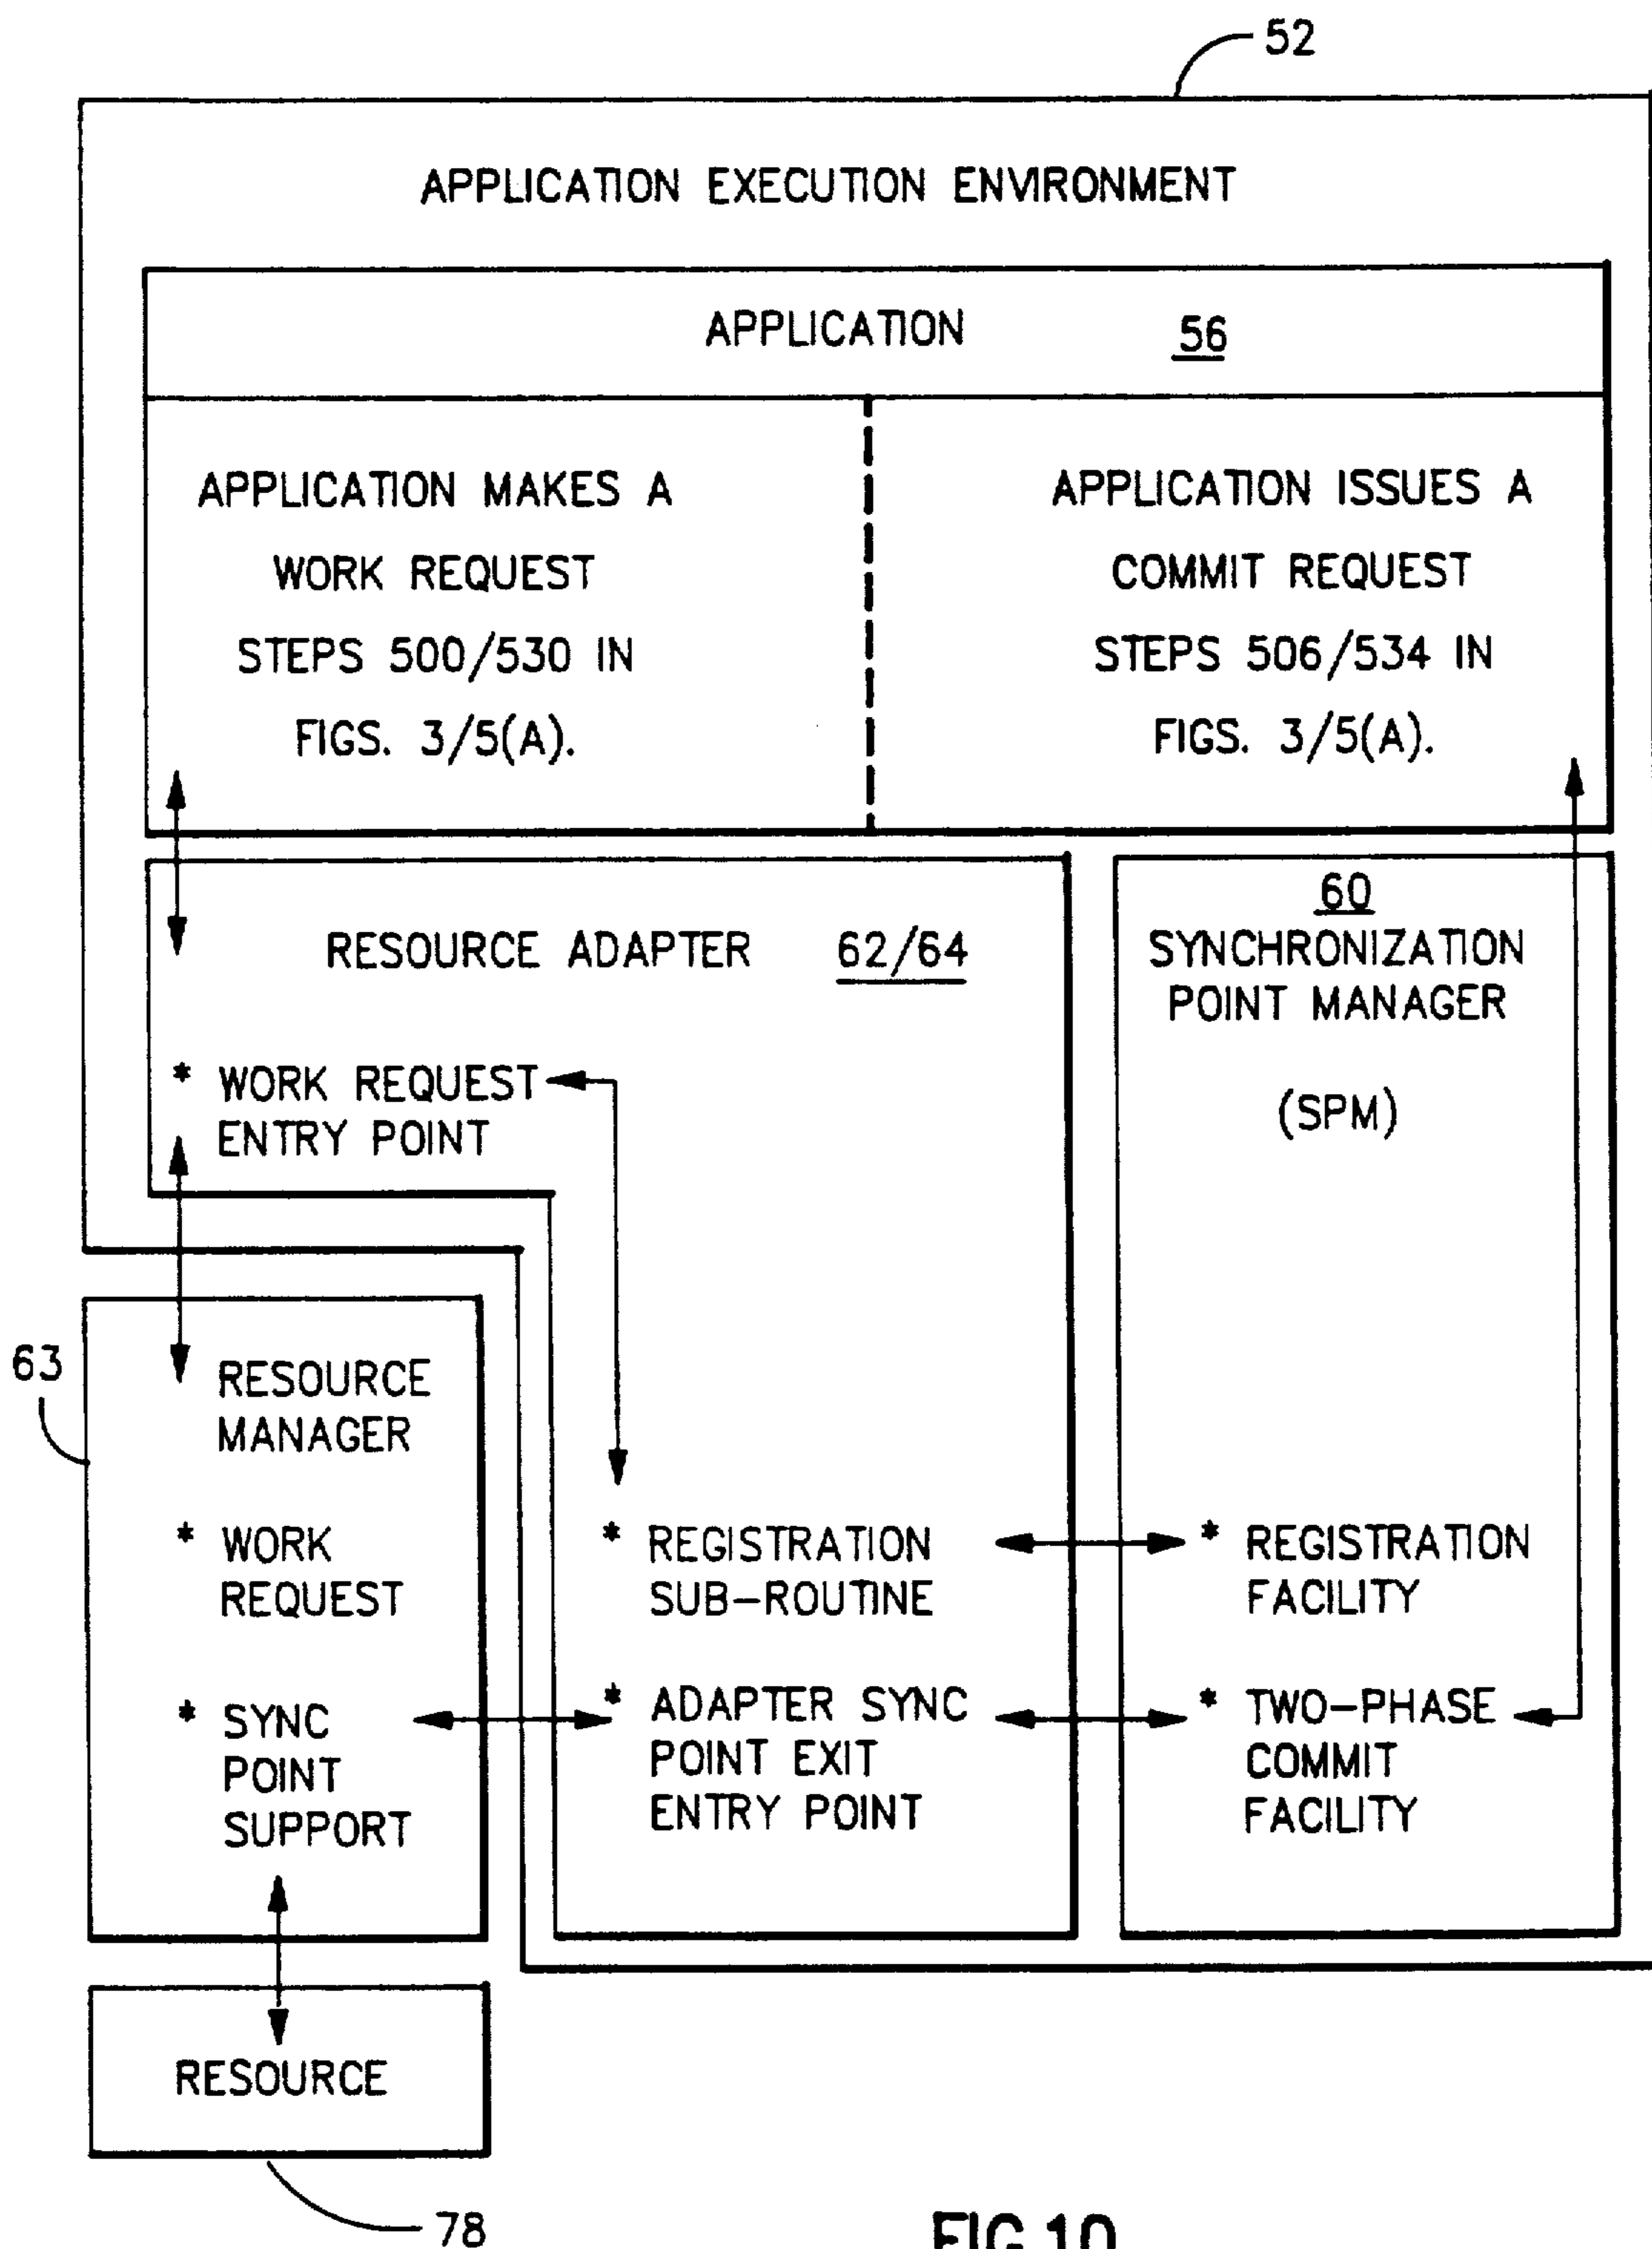 52
APPLICATION EXECUTION ENVIRONMENT
APPLICATION 56
APPLICATION MAKES A
WORK REQUEST
STEPS 500/530 IN
FIGS. 3/5(A).
APPLICATION ISSUES A
COMMIT REQUEST
STEPS 506/534 IN
FIGS. 3/5(A).
RESOURCE ADAPTER 62/64
* WORK REQUEST
ENTRY POINT
60
SYNCHRONIZATION
POINT MANAGER
(SPM)
63
RESOURCE
MANAGER
* WORK
REQUEST
* SYNC
POINT
SUPPORT
* REGISTRATION
SUB-ROUTINE
* ADAPTER SYNC
POINT EXIT
ENTRY POINT
* REGISTRATION
FACILITY
* TWO-PHASE
COMMIT
FACILITY
RESOURCE
78
FIG.10